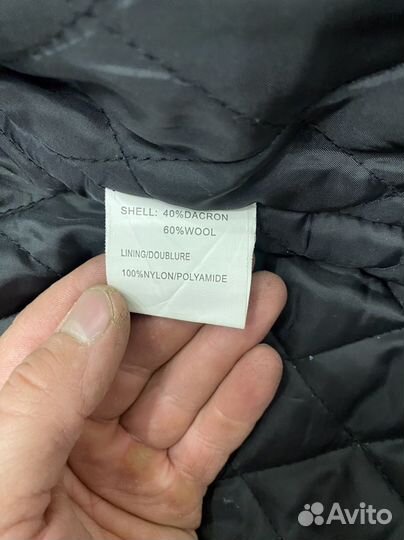 SHELL: 40%DACRON
60%WOOL
LINING/DOUBLURE
100%NYLON/POLYAMIDE
Avito